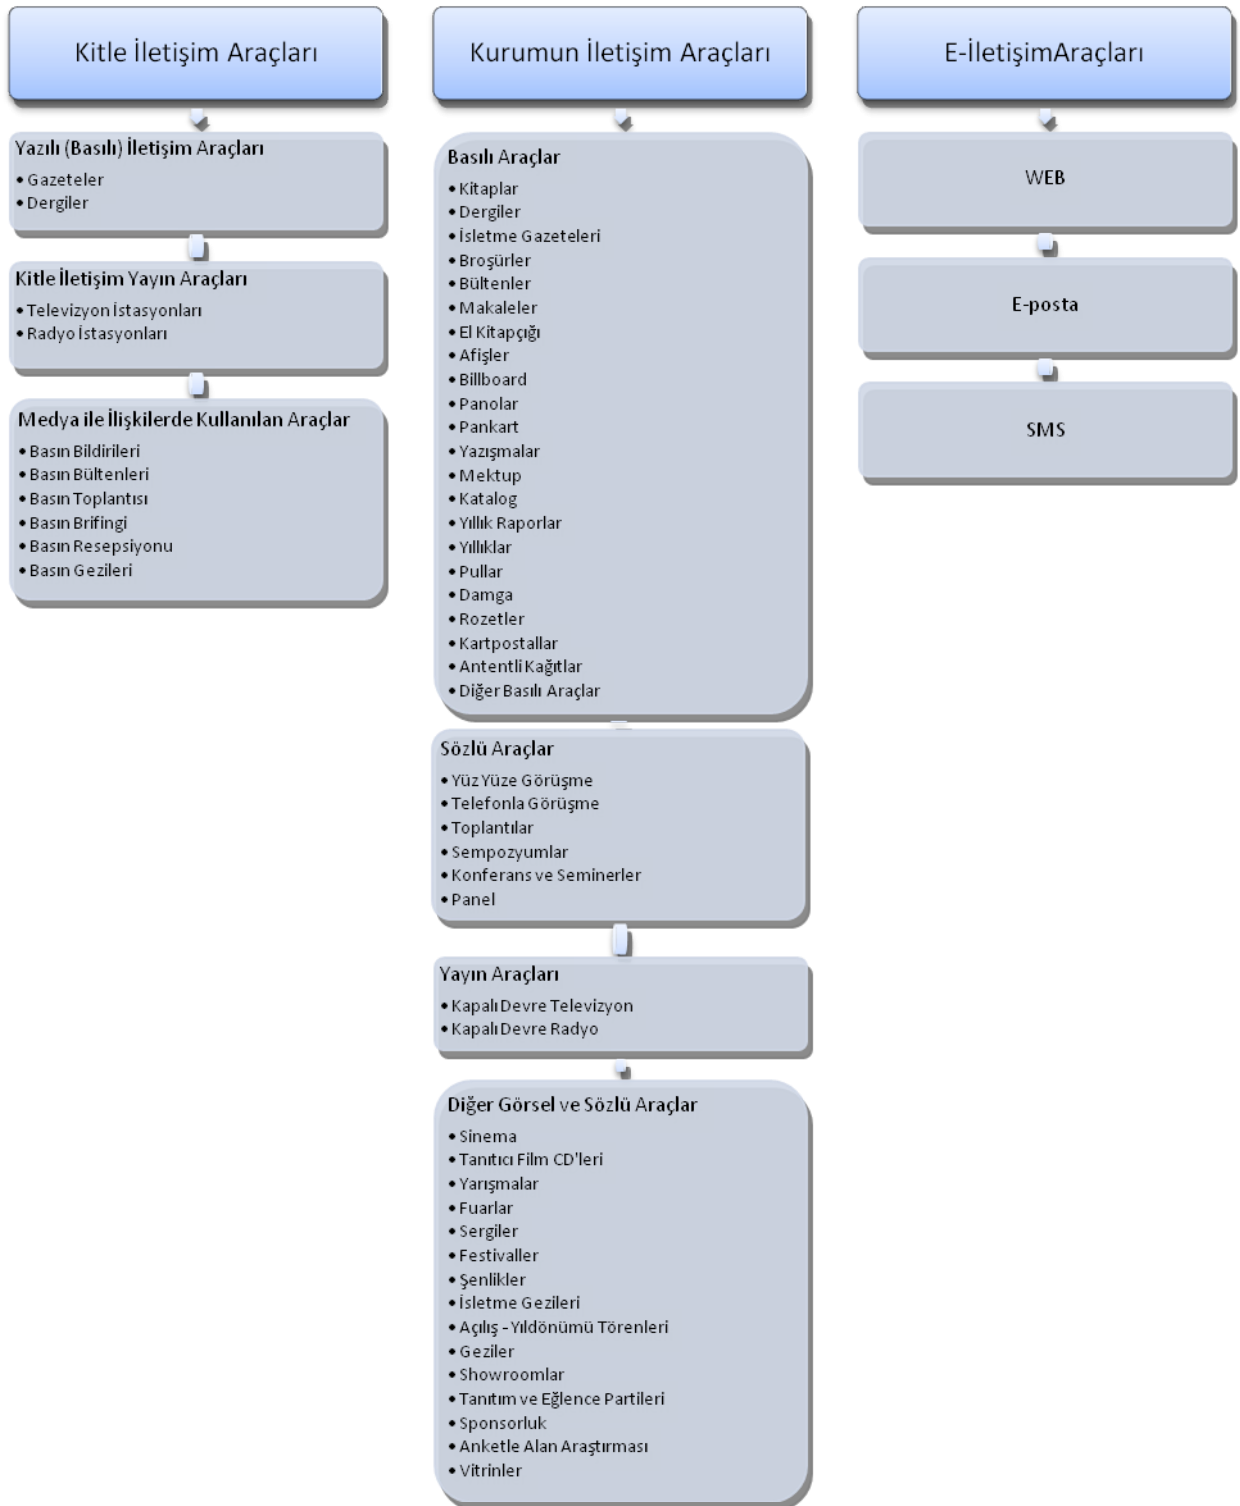 Kitle İletişim Araçları
Yazılı (Basılı) İletişim Araçları
• Gazeteler
• Dergiler
Kitle İletişim Yayın Araçları
• Televizyon İstasyonları
• Radyo İstasyonları
Medya ile İlişkilerde Kullanılan Araçlar
• Basın Bildirileri
• Basın Bültenleri
• Basın Toplantısı
• Basın Brifingi
• Basın Resepsiyonu
• Basın Gezileri
Kurumun İletişim Araçları
Basılı Araçlar
• Kitaplar
• Dergiler
• İsletme Gazeteleri
• Broşürler
• Bültenler
• Makaleler
• El Kitapçığı
• Afişler
• Billboard
• Panolar
• Pankart
• Yazışmalar
• Mektup
• Katalog
• Yıllık Raporlar
• Yıllıklar
• Pullar
• Damga
• Rozetler
• Kartpostallar
• Antentli Kağıtlar
• Diğer Basılı Araçlar
Sözlü Araçlar
• Yüz Yüze Görüşme
• Telefonla Görüşme
• Toplantılar
• Sempozyumlar
• Konferans ve Seminerler
• Panel
Yayın Araçları
• Kapalı Devre Televizyon
• Kapalı Devre Radyo
Diğer Görsel ve Sözlü Araçlar
• Sinema
• Tanıtıcı Film CD'leri
• Yarışmalar
• Fuarlar
• Sergiler
• Festivaller
• Şenlikler
• İsletme Gezileri
• Açılış - Yıldönümü Törenleri
• Geziler
• Showroomlar
• Tanıtım ve Eğlence Partileri
• Sponsorluk
• Anketle Alan Araştırması
• Vitrinler
E-İletişimAraçları
WEB
E-posta
SMS